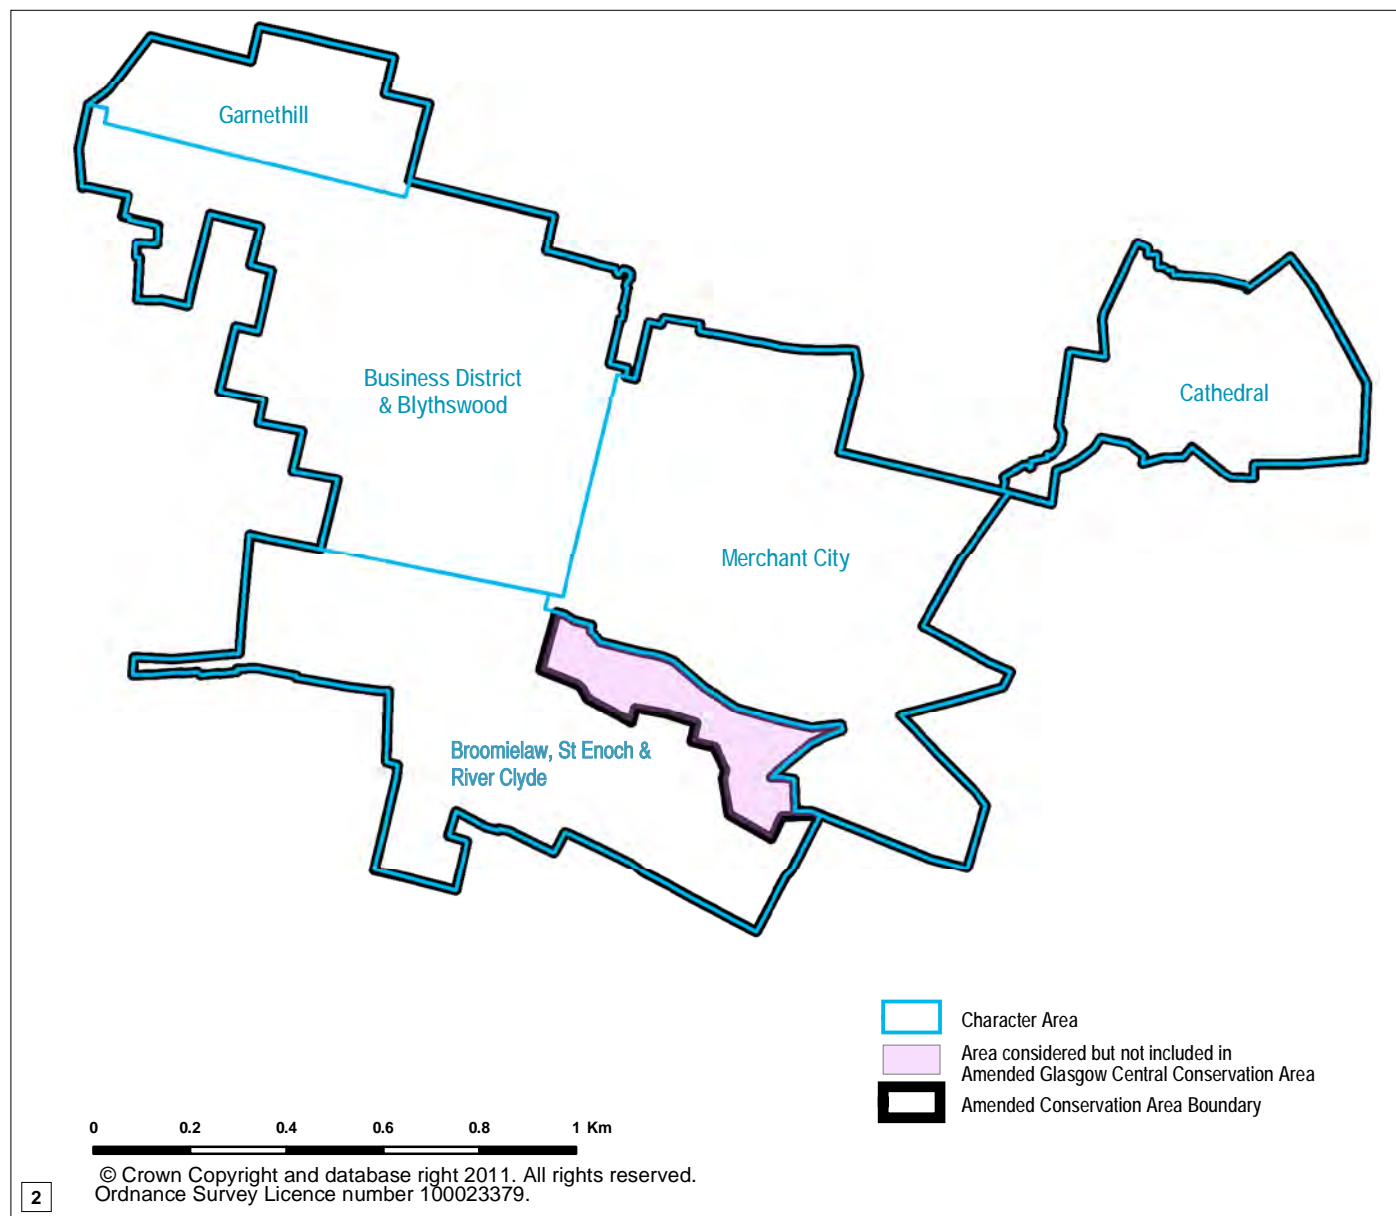 Garnethill
Business District
& Blythswood
Cathedral
Merchant City
Broomielaw, St Enoch &
River Clyde
Character Area
Area considered but not included in
Amended Glasgow Central Conservation Area
Amended Conservation Area Boundary
0 0.2 0.4 0.6 0.8 1 Km
© Crown Copyright and database right 2011. All rights reserved.
Ordnance Survey Licence number 100023379.
2